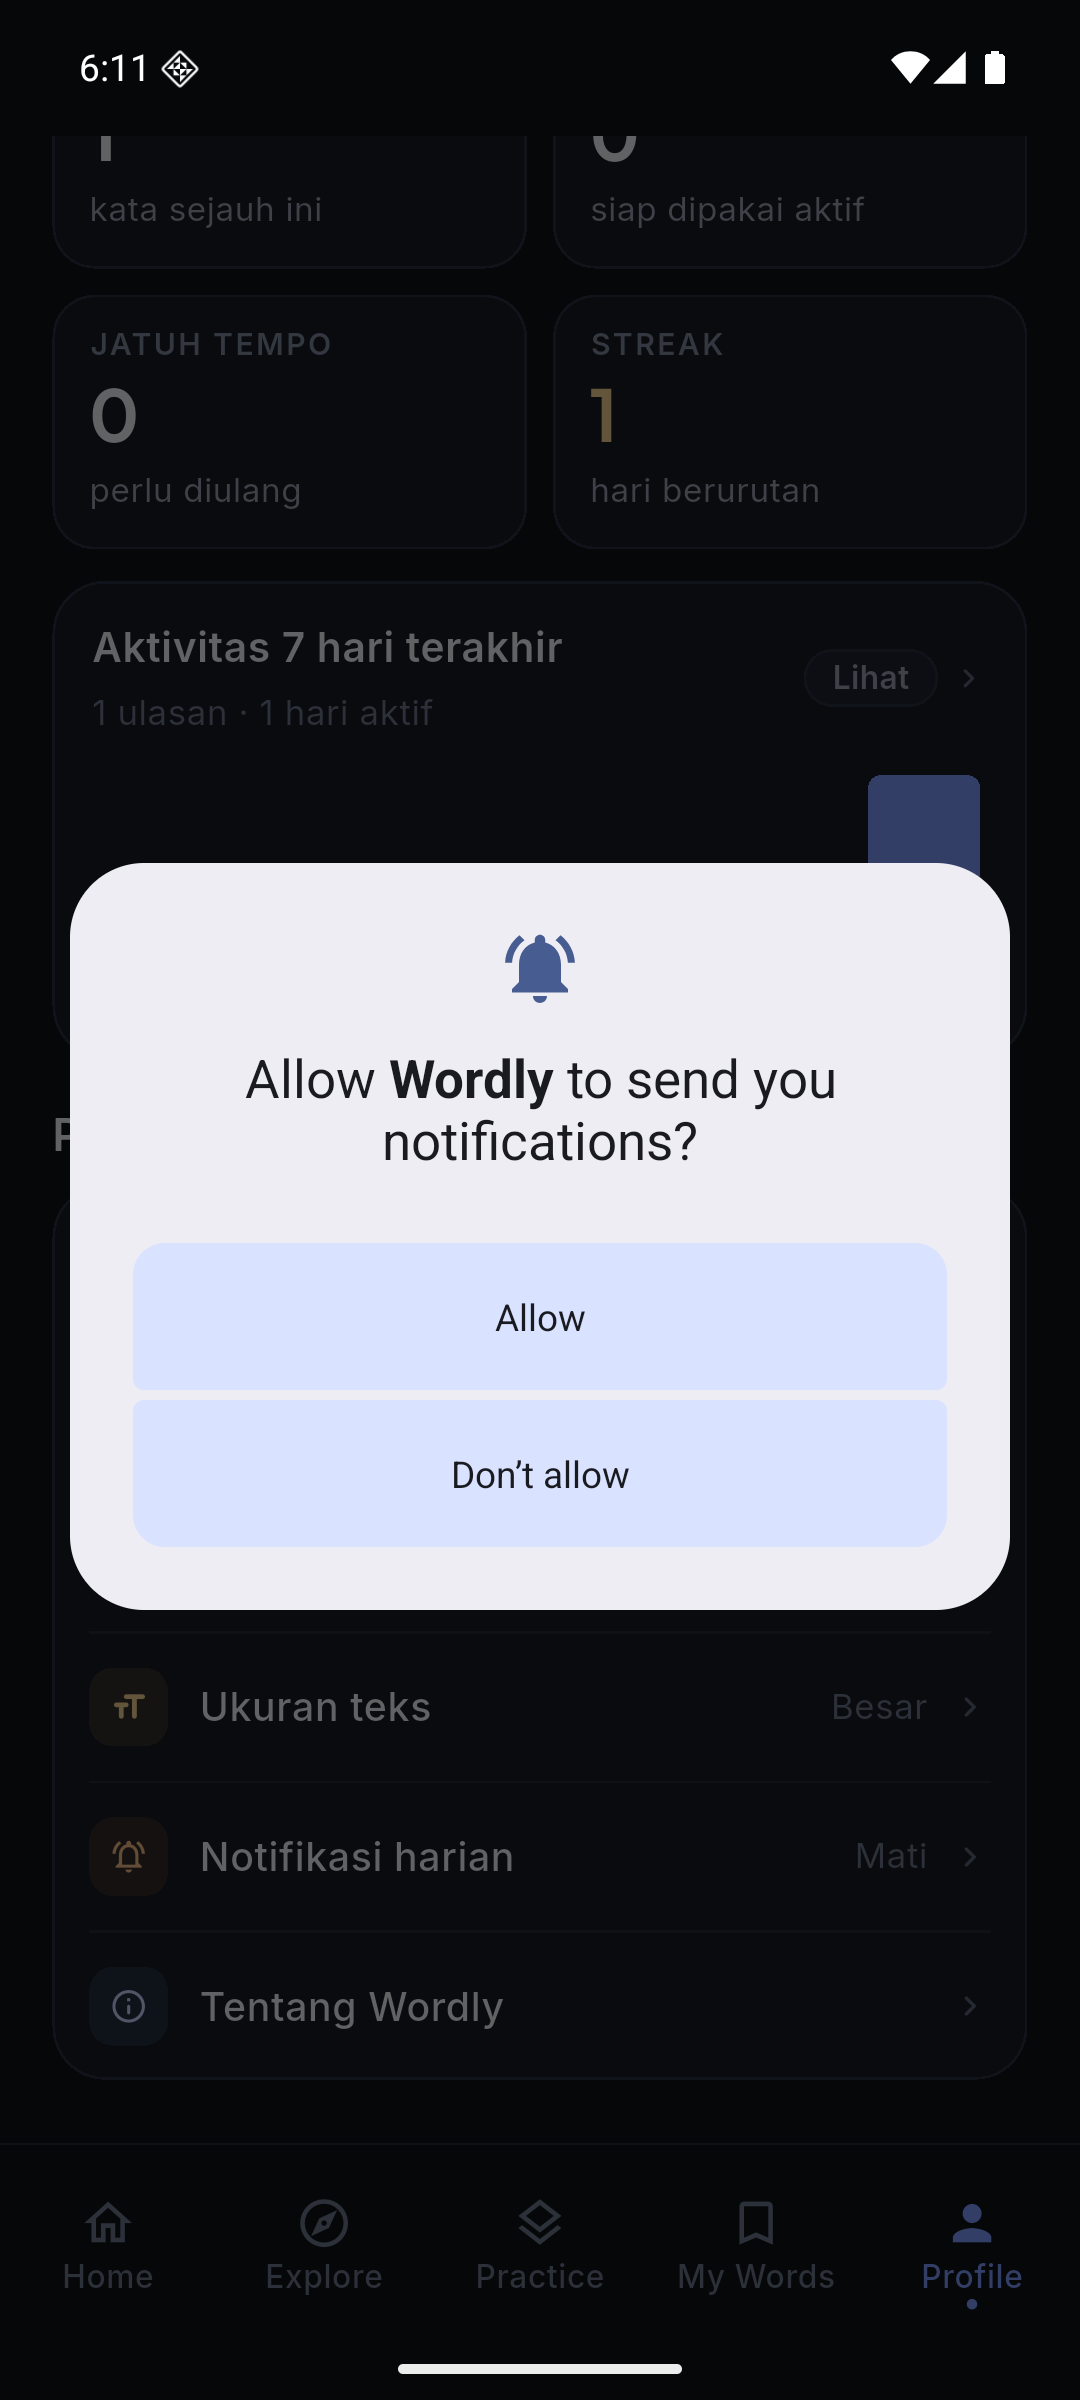 6:11
kata sejauh ini
siap dipakai aktif
JATUH TEMPO
0
perlu diulang
STREAK
1
hari berurutan
Aktivitas 7 hari terakhir
1 ulasan · 1 hari aktif
Lihat
Allow Wordly to send you
notifications?
Allow
Don't allow
Ukuran teks
Besar
Notifikasi harian
Mati
Tentang Wordly
Home
Explore
Practice
My Words
Profile